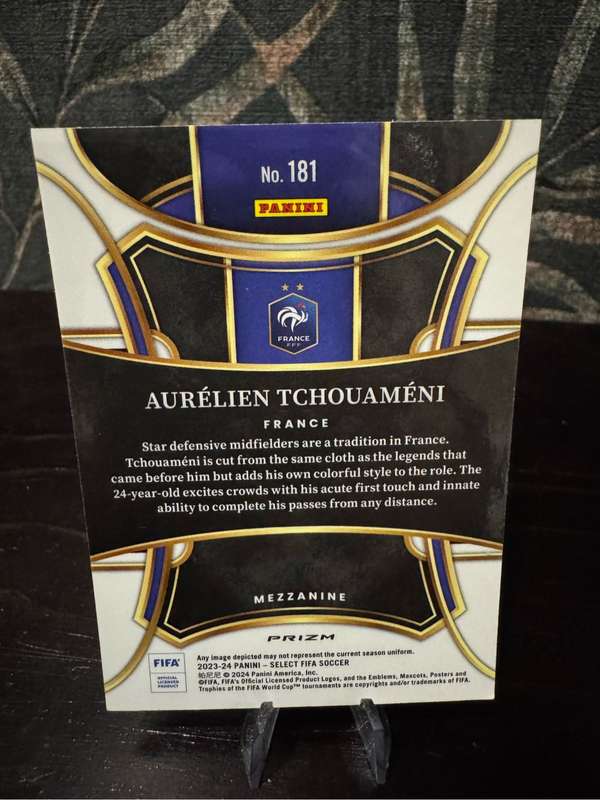 No. 181
PANINI
FRANCE
FFF
AURÉLIEN TCHOUAMÉNI
FRANCE
Star defensive midfielders are a tradition in France.
Tchouaméni is cut from the same cloth as the legends that
came before him but adds his own colorful style to the role. The
24-year-old excites crowds with his acute first touch and innate
ability to complete his passes from any distance.
MEZZANINE
PRIZM
FIFA
OFFICIAL
LICENSED
PRODUCT
Any image depicted may not represent the current season uniform.
2023-24 PANINI – SELECT FIFA SOCCER
帕尼尼 © 2024 Panini America, Inc.
©FIFA, FIFA's Official Licensed Product Logos, and the Emblems, Mascots, Posters and
Trophies of the FIFA World Cup™ tournaments are copyrights and/or trademarks of FIFA.